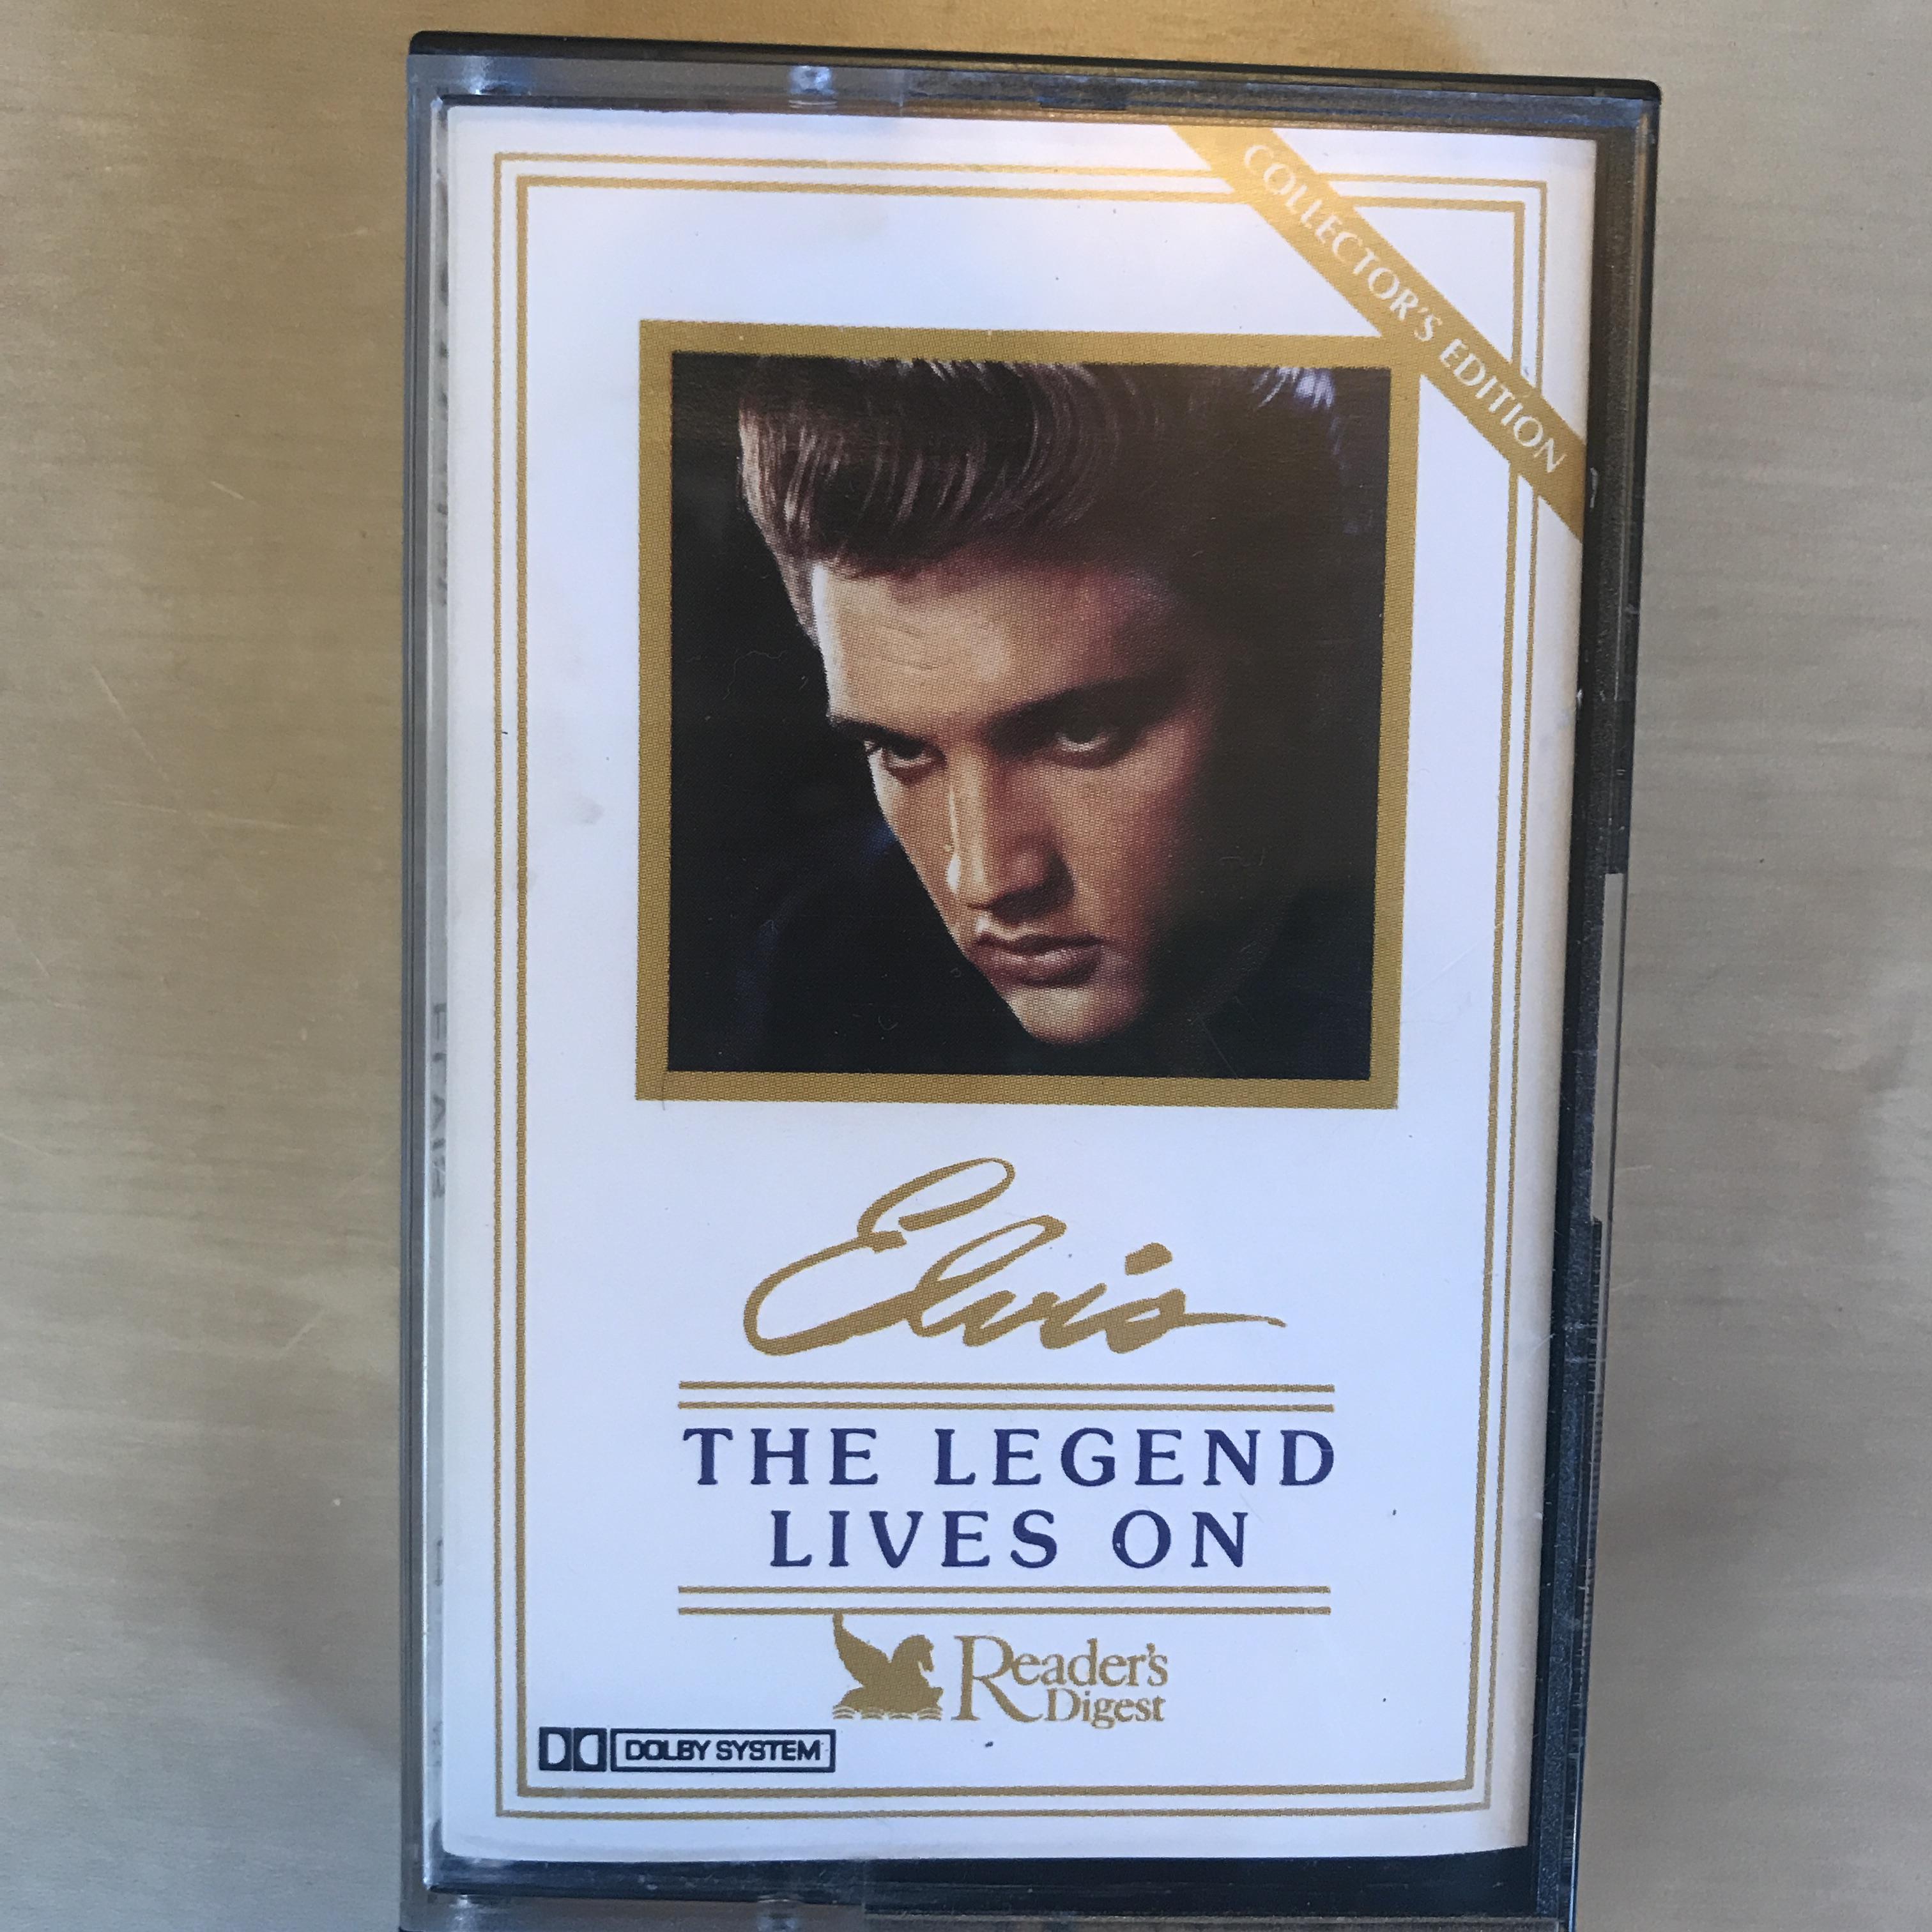 COLLECTOR'S EDITION
Elvis
THE LEGEND
LIVES ON
Reader's
Digest
DOLBY SYSTEM